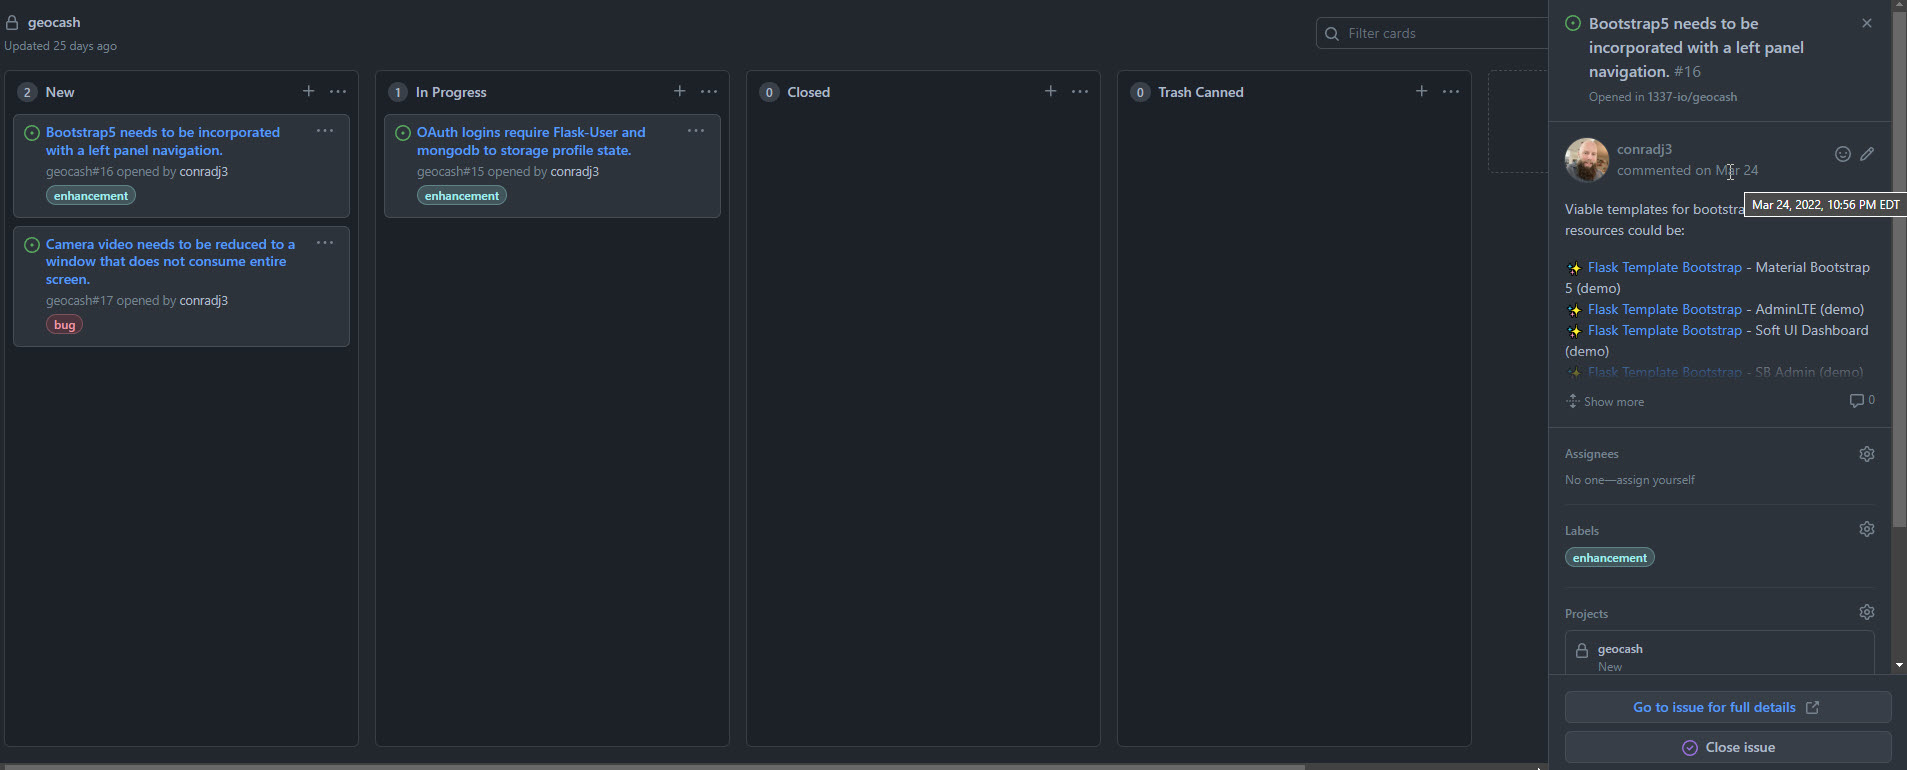 geocash
Updated 25 days ago
Filter cards
2 New
Bootstrap5 needs to be incorporated
with a left panel navigation.
geocash#16 opened by conradj3
enhancement
Camera video needs to be reduced to a
window that does not consume entire
screen.
geocash#17 opened by conradj3
bug
1 In Progress
OAuth logins require Flask-User and
mongodb to storage profile state.
geocash#15 opened by conradj3
enhancement
0 Closed
0 Trash Canned
Bootstrap5 needs to be
incorporated with a left panel
navigation. #16
Opened in 1337-io/geocash
conradj3
commented on Mar 24
Mar 24, 2022, 10:56 PM EDT
Viable templates for bootstra
resources could be:
✨ Flask Template Bootstrap - Material Bootstrap
5 (demo)
✨ Flask Template Bootstrap - AdminLTE (demo)
✨ Flask Template Bootstrap - Soft UI Dashboard
(demo)
✨ Flask Template Bootstrap - SB Admin (demo)
Show more
0
Assignees
No one—assign yourself
Labels
enhancement
Projects
geocash
New
Go to issue for full details
Close issue